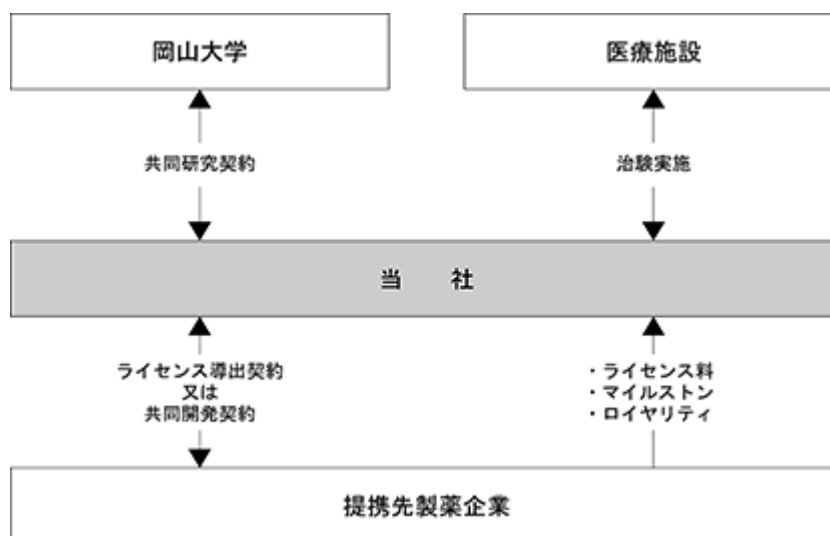 岡山大学
医療施設
共同研究契約
治験実施
当 社
ライセンス導出契約
又は
共同開発契約
・ライセンス料
・マイルストン
・ロイヤリティ
提携先製薬企業